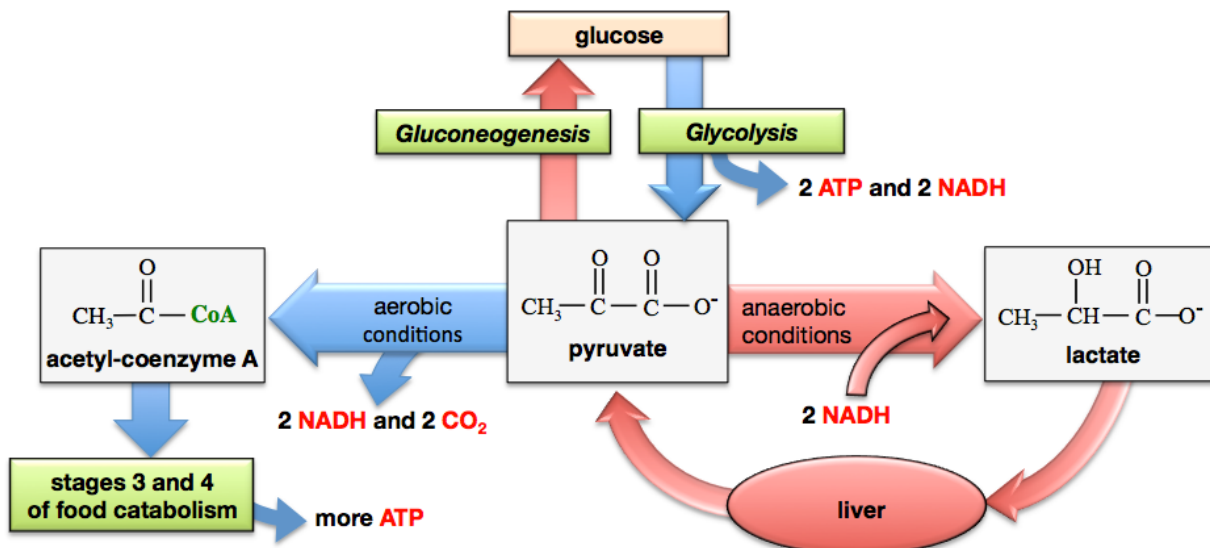 glucose
Gluconeogenesis
Glycolysis
2 ATP and 2 NADH
O
CH₃—C—CoA
acetyl-coenzyme A
aerobic
conditions
O O
CH₃—C—C—O⁻
pyruvate
anaerobic
conditions
OH O
CH₃—CH—C—O⁻
lactate
2 NADH and 2 CO₂
2 NADH
stages 3 and 4
of food catabolism
more ATP
liver